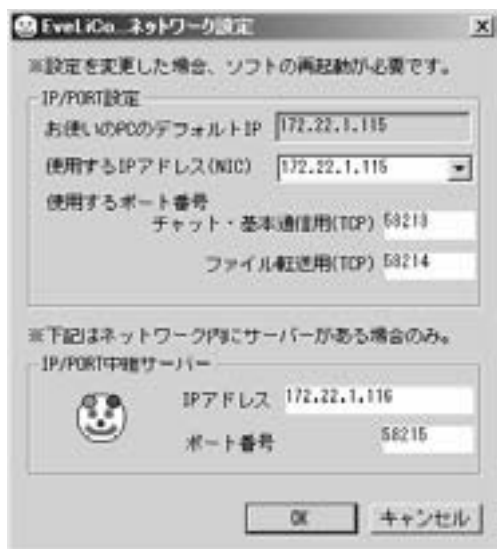 EveLiCo ネットワーク設定
※設定を変更した場合、ソフトの再起動が必要です。
IP/PORT設定
お使いのPCのデフォルトIP 172.22.1.115
使用するIPアドレス(NIC) 172.22.1.115
使用するポート番号
チャット・基本通信用(TCP) 58213
ファイル転送用(TCP) 58214
※下記はネットワーク内にサーバーがある場合のみ。
IP/PORT中継サーバー
IPアドレス 172.22.1.116
ポート番号 58215
OK キャンセル